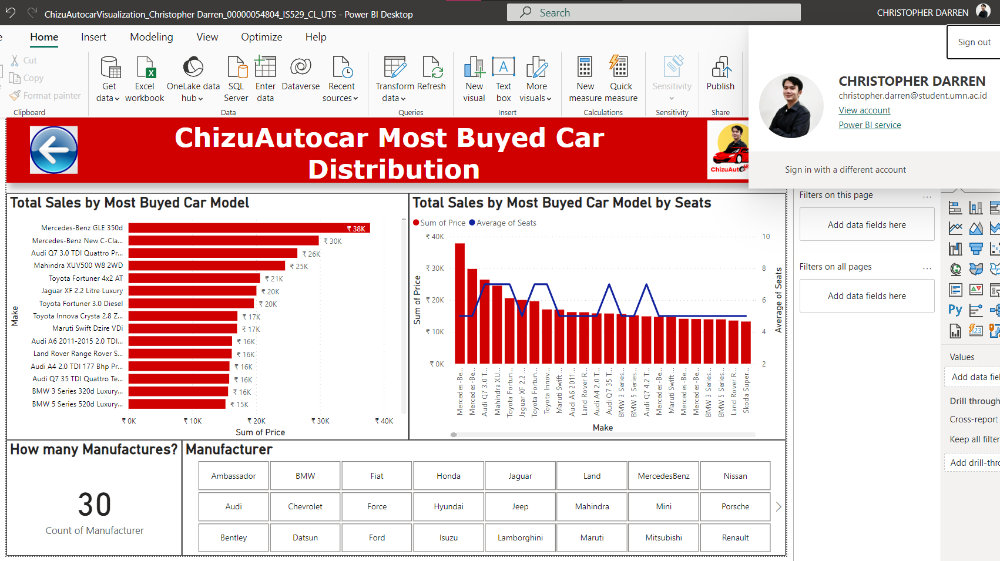 ChizuAutocarVisualization_Christopher Darren_00000054804_IS529_CL_UTS - Power BI Desktop
Search
CHRISTOPHER DARREN
Home Insert Modeling View Optimize Help
Sign out
Cut
Copy
Format painter
Clipboard
Get data
Excel workbook
OneLake data hub
SQL Server
Enter data
Dataverse
Recent sources
Data
Transform data
Refresh
Queries
New visual
Text box
More visuals
Insert
New measure
Quick measure
Calculations
Sensitivity
Sensitivity
Publish
Share
CHRISTOPHER DARREN
christopher.darren@student.umn.ac.id
View account
Power BI service
Sign in with a different account
ChizuAutocar Most Buyed Car
Distribution
ChizuAut
Total Sales by Most Buyed Car Model
Make
Mercedes-Benz GLE 350d ₹ 38K
Mercedes-Benz New C-Cla... ₹ 30K
Audi Q7 3.0 TDI Quattro Pr... ₹ 26K
Mahindra XUV500 W8 2WD ₹ 25K
Toyota Fortuner 4x2 AT ₹ 21K
Jaguar XF 2.2 Litre Luxury ₹ 20K
Toyota Fortuner 3.0 Diesel ₹ 20K
Toyota Innova Crysta 2.8 Z... ₹ 17K
Maruti Swift Dzire VDi ₹ 17K
Audi A6 2011-2015 2.0 TDI... ₹ 16K
Land Rover Range Rover S... ₹ 16K
Audi A4 2.0 TDI 177 Bhp Pr... ₹ 16K
Audi Q7 35 TDI Quattro Te... ₹ 16K
BMW 3 Series 320d Luxury... ₹ 16K
BMW 5 Series 520d Luxury... ₹ 15K
₹ 0K ₹ 10K ₹ 20K ₹ 30K ₹ 40K
Sum of Price
Total Sales by Most Buyed Car Model by Seats
Sum of Price Average of Seats
Sum of Price
₹ 40K
₹ 30K
₹ 20K
₹ 10K
₹ 0K
10
8
6
4
2
Average of Seats
Mercedes-Be...
Mercedes-Be...
Audi Q7 3.0 T...
Mahindra XU...
Toyota Fortun...
Jaguar XF 2.2 ...
Toyota Fortun...
Toyota Innov...
Maruti Swift ...
Audi A6 2011...
Land Rover R...
Audi A4 2.0 T...
Audi Q7 35 T...
BMW 3 Series...
BMW 5 Series...
Audi Q7 4.2 T...
Mercedes-Be...
Maruti Swift ...
Mercedes-Be...
Mercedes-Be...
BMW 3 Series...
BMW 5 Series...
Land Rover R...
Skoda Super...
Make
How many Manufactures?
30
Count of Manufacturer
Manufacturer
Ambassador BMW Fiat Honda Jaguar Land MercedesBenz Nissan
Audi Chevrolet Force Hyundai Jeep Mahindra Mini Porsche
Bentley Datsun Ford Isuzu Lamborghini Maruti Mitsubishi Renault
Filters on this page ...
Add data fields here
Filters on all pages ...
Add data fields here
Py
123
Values
Add data fiel
Drill through
Cross-report
Keep all filter
Add drill-thro